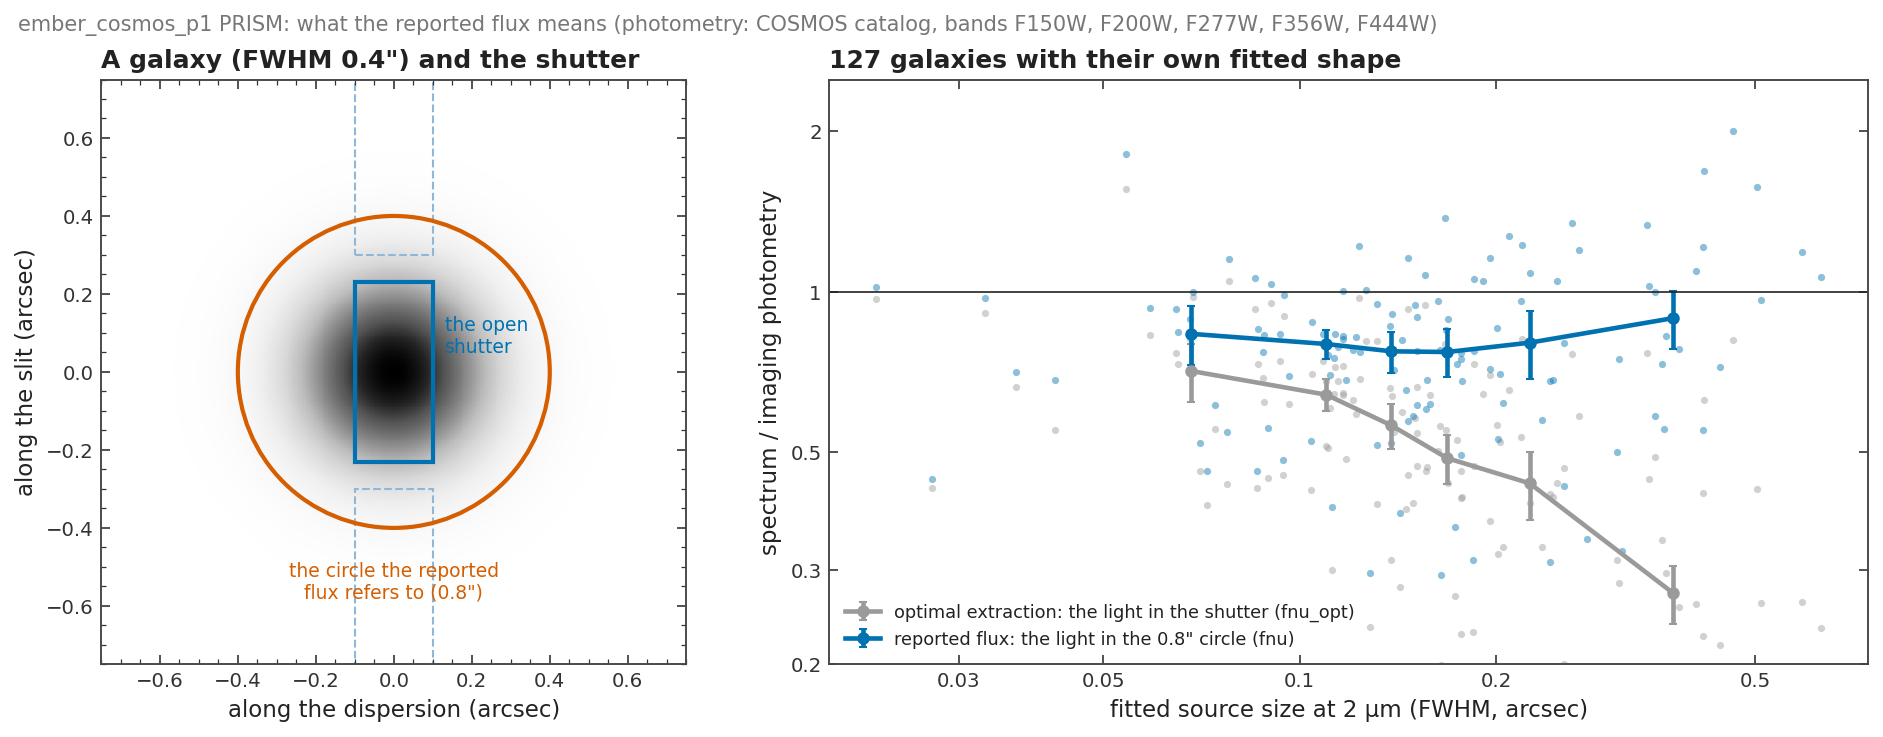 ember_cosmos_p1 PRISM: what the reported flux means (photometry: COSMOS catalog, bands F150W, F200W, F277W, F356W, F444W)
A galaxy (FWHM 0.4") and the shutter
along the slit (arcsec)
0.6
0.4
0.2
0.0
−0.2
−0.4
−0.6
the open
shutter
the circle the reported
flux refers to (0.8")
−0.6
−0.4
−0.2
0.0
0.2
0.4
0.6
along the dispersion (arcsec)
127 galaxies with their own fitted shape
spectrum / imaging photometry
2
1
0.5
0.3
0.2
optimal extraction: the light in the shutter (fnu_opt)
reported flux: the light in the 0.8" circle (fnu)
0.03
0.05
0.1
0.2
0.5
fitted source size at 2 μm (FWHM, arcsec)